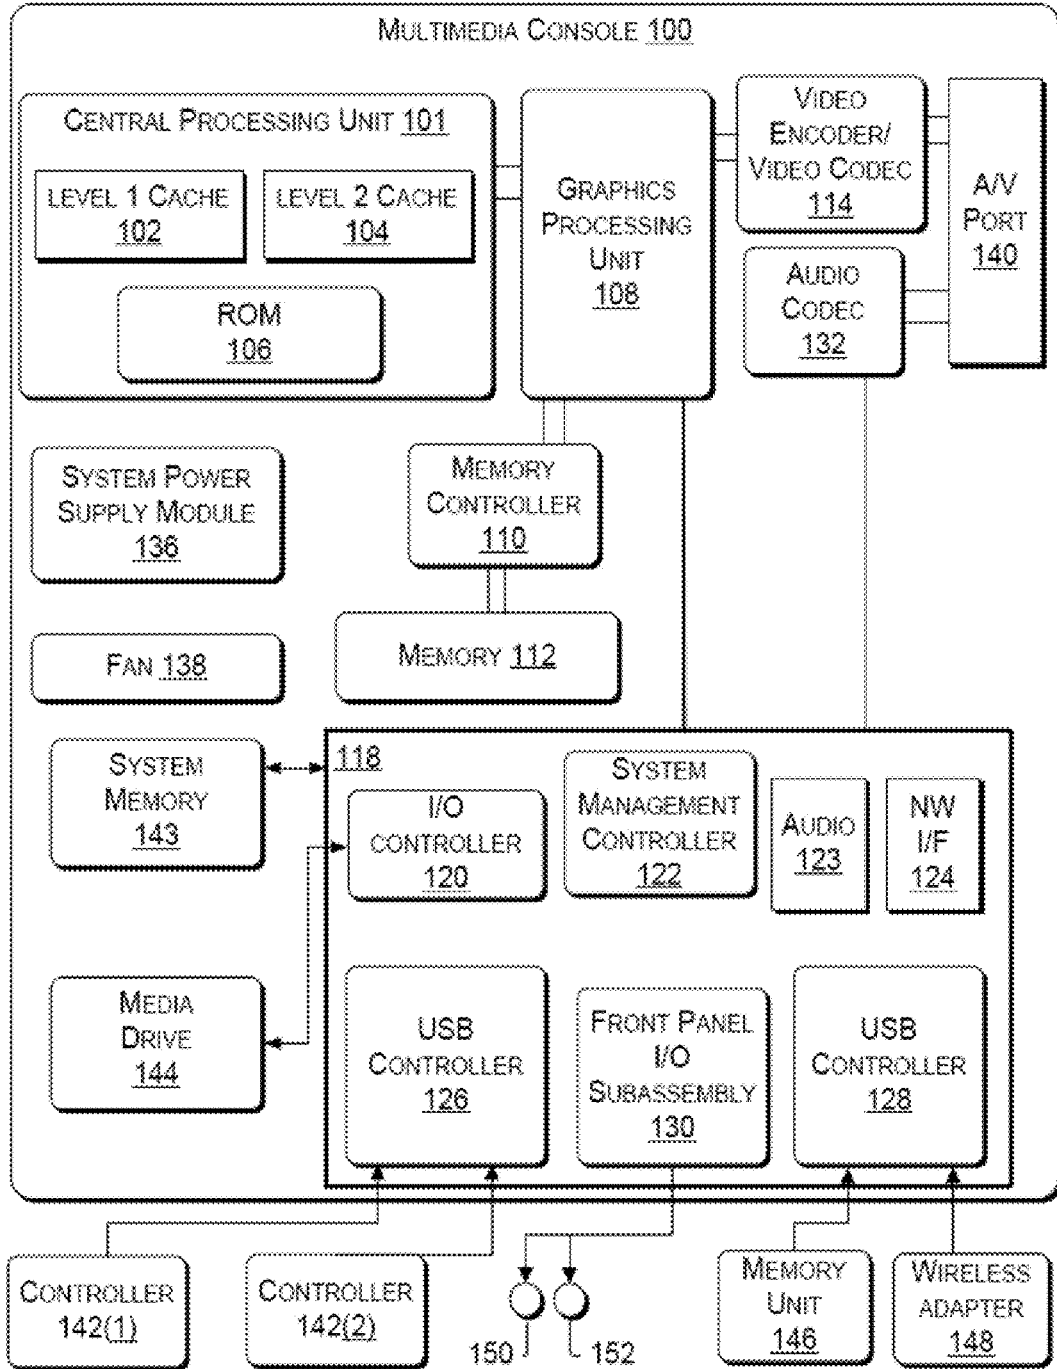 MULTIMEDIA CONSOLE 100
CENTRAL PROCESSING UNIT 101
LEVEL 1 CACHE
102
LEVEL 2 CACHE
104
ROM
106
GRAPHICS
PROCESSING
UNIT
108
VIDEO
ENCODER/
VIDEO CODEC
114
AUDIO
CODEC
132
A/V
PORT
140
SYSTEM POWER
SUPPLY MODULE
136
MEMORY
CONTROLLER
110
FAN 138
MEMORY 112
SYSTEM
MEMORY
143
118
I/O
CONTROLLER
120
SYSTEM
MANAGEMENT
CONTROLLER
122
AUDIO
123
NW
I/F
124
MEDIA
DRIVE
144
USB
CONTROLLER
126
FRONT PANEL
I/O
SUBASSEMBLY
130
USB
CONTROLLER
128
CONTROLLER
142(1)
CONTROLLER
142(2)
150
152
MEMORY
UNIT
146
WIRELESS
ADAPTER
148